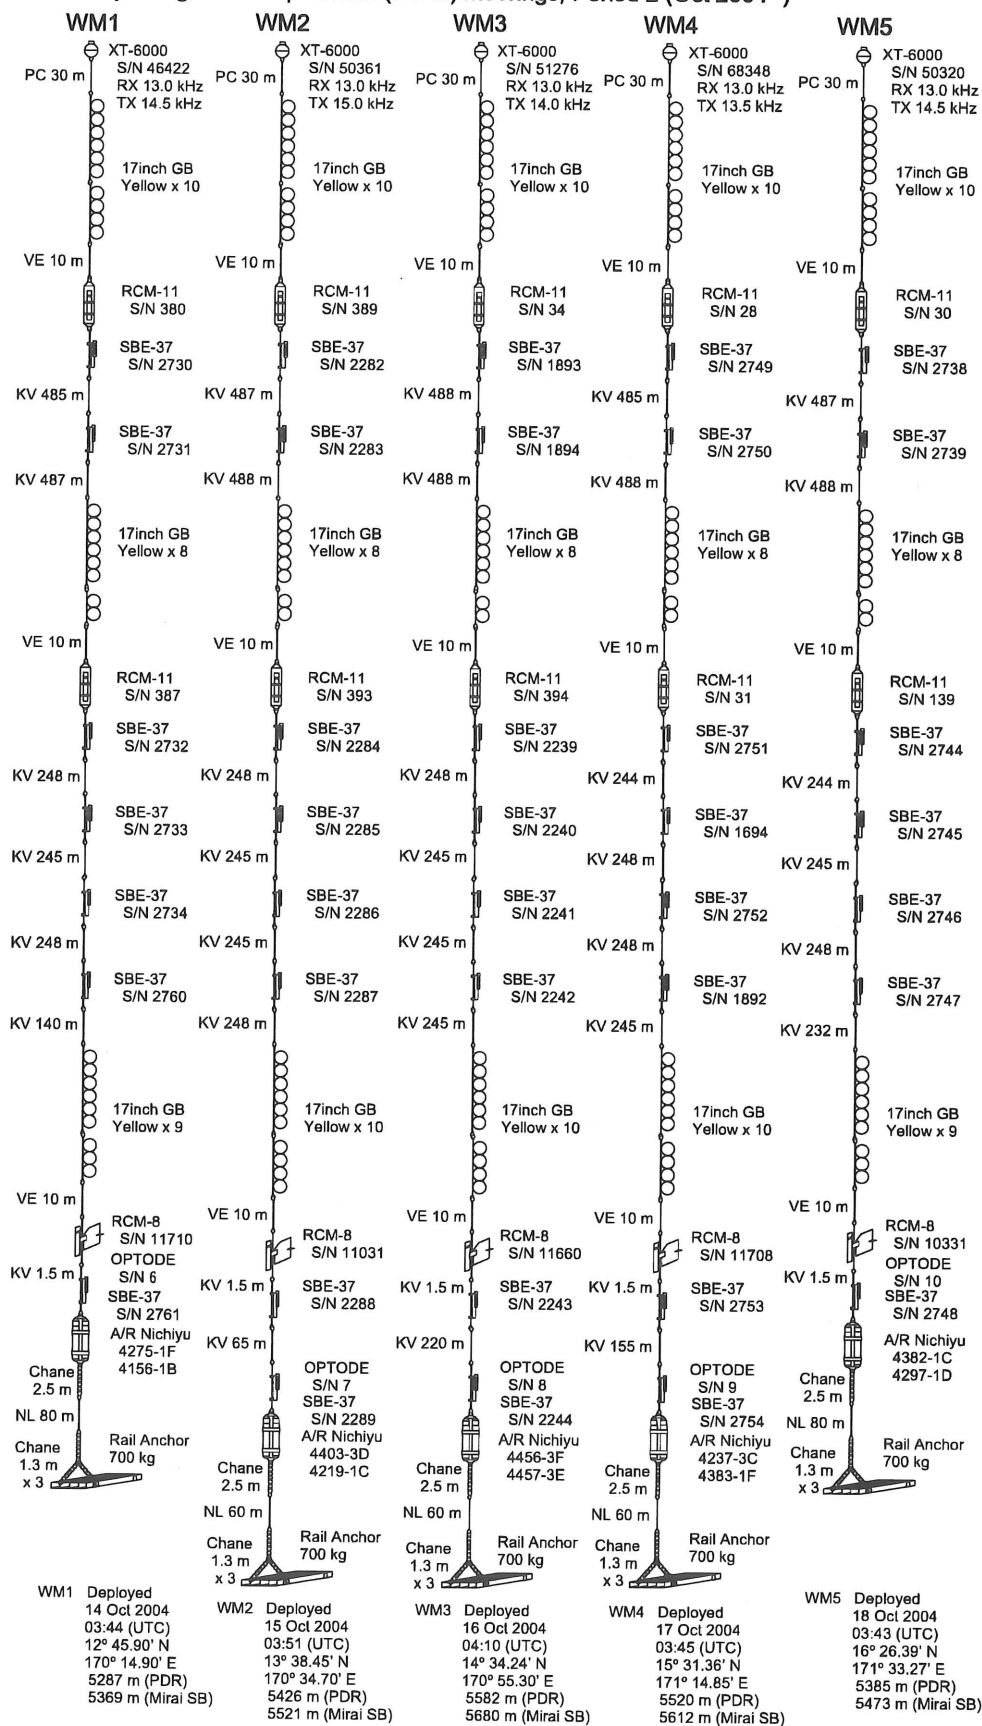 WM1
XT-6000
S/N 46422
RX 13.0 kHz
TX 14.5 kHz
PC 30 m
17inch GB
Yellow x 10
VE 10 m
RCM-11
S/N 380
SBE-37
S/N 2730
KV 485 m
SBE-37
S/N 2731
KV 487 m
17inch GB
Yellow x 8
VE 10 m
RCM-11
S/N 387
SBE-37
S/N 2732
KV 248 m
SBE-37
S/N 2733
KV 245 m
SBE-37
S/N 2734
KV 248 m
SBE-37
S/N 2760
KV 140 m
17inch GB
Yellow x 9
VE 10 m
RCM-8
S/N 11710
OPTODE
S/N 6
KV 1.5 m
SBE-37
S/N 2761
A/R Nichiyu
4275-1F
4156-1B
Chane
2.5 m
NL 80 m
Chane
1.3 m
x 3
Rail Anchor
700 kg
WM1 Deployed
14 Oct 2004
03:44 (UTC)
12º 45.90' N
170º 14.90' E
5287 m (PDR)
5369 m (Mirai SB)
WM2
XT-6000
S/N 50361
RX 13.0 kHz
TX 15.0 kHz
PC 30 m
17inch GB
Yellow x 10
VE 10 m
RCM-11
S/N 389
SBE-37
S/N 2282
KV 487 m
SBE-37
S/N 2283
KV 488 m
17inch GB
Yellow x 8
VE 10 m
RCM-11
S/N 393
SBE-37
S/N 2284
KV 248 m
SBE-37
S/N 2285
KV 245 m
SBE-37
S/N 2286
KV 245 m
SBE-37
S/N 2287
KV 248 m
17inch GB
Yellow x 10
VE 10 m
RCM-8
S/N 11031
KV 1.5 m
SBE-37
S/N 2288
KV 65 m
OPTODE
S/N 7
SBE-37
S/N 2289
A/R Nichiyu
4403-3D
4219-1C
Chane
2.5 m
NL 60 m
Chane
1.3 m
x 3
Rail Anchor
700 kg
WM2 Deployed
15 Oct 2004
03:51 (UTC)
13º 38.45' N
170º 34.70' E
5426 m (PDR)
5521 m (Mirai SB)
WM3
XT-6000
S/N 51276
RX 13.0 kHz
TX 14.0 kHz
PC 30 m
17inch GB
Yellow x 10
VE 10 m
RCM-11
S/N 34
SBE-37
S/N 1893
KV 488 m
SBE-37
S/N 1894
KV 488 m
17inch GB
Yellow x 8
VE 10 m
RCM-11
S/N 394
SBE-37
S/N 2239
KV 248 m
SBE-37
S/N 2240
KV 245 m
SBE-37
S/N 2241
KV 245 m
SBE-37
S/N 2242
KV 245 m
17inch GB
Yellow x 10
VE 10 m
RCM-8
S/N 11660
KV 1.5 m
SBE-37
S/N 2243
KV 220 m
OPTODE
S/N 8
SBE-37
S/N 2244
A/R Nichiyu
4456-3F
4457-3E
Chane
2.5 m
NL 60 m
Chane
1.3 m
x 3
Rail Anchor
700 kg
WM3 Deployed
16 Oct 2004
04:10 (UTC)
14º 34.24' N
170º 55.30' E
5582 m (PDR)
5680 m (Mirai SB)
WM4
XT-6000
S/N 68348
RX 13.0 kHz
TX 13.5 kHz
PC 30 m
17inch GB
Yellow x 10
VE 10 m
RCM-11
S/N 28
SBE-37
S/N 2749
KV 485 m
SBE-37
S/N 2750
KV 488 m
17inch GB
Yellow x 8
VE 10 m
RCM-11
S/N 31
SBE-37
S/N 2751
KV 244 m
SBE-37
S/N 1694
KV 248 m
SBE-37
S/N 2752
KV 248 m
SBE-37
S/N 1892
KV 245 m
17inch GB
Yellow x 10
VE 10 m
RCM-8
S/N 11708
KV 1.5 m
SBE-37
S/N 2753
KV 155 m
OPTODE
S/N 9
SBE-37
S/N 2754
A/R Nichiyu
4237-3C
4383-1F
Chane
2.5 m
NL 60 m
Chane
1.3 m
x 3
Rail Anchor
700 kg
WM4 Deployed
17 Oct 2004
03:45 (UTC)
15º 31.36' N
171º 14.85' E
5520 m (PDR)
5612 m (Mirai SB)
WM5
XT-6000
S/N 50320
RX 13.0 kHz
TX 14.5 kHz
PC 30 m
17inch GB
Yellow x 10
VE 10 m
RCM-11
S/N 30
SBE-37
S/N 2738
KV 487 m
SBE-37
S/N 2739
KV 488 m
17inch GB
Yellow x 8
VE 10 m
RCM-11
S/N 139
SBE-37
S/N 2744
KV 244 m
SBE-37
S/N 2745
KV 245 m
SBE-37
S/N 2746
KV 248 m
SBE-37
S/N 2747
KV 232 m
17inch GB
Yellow x 9
VE 10 m
RCM-8
S/N 10331
OPTODE
S/N 10
KV 1.5 m
SBE-37
S/N 2748
A/R Nichiyu
4382-1C
4297-1D
Chane
2.5 m
NL 80 m
Chane
1.3 m
x 3
Rail Anchor
700 kg
WM5 Deployed
18 Oct 2004
03:43 (UTC)
16º 26.39' N
171º 33.27' E
5385 m (PDR)
5473 m (Mirai SB)